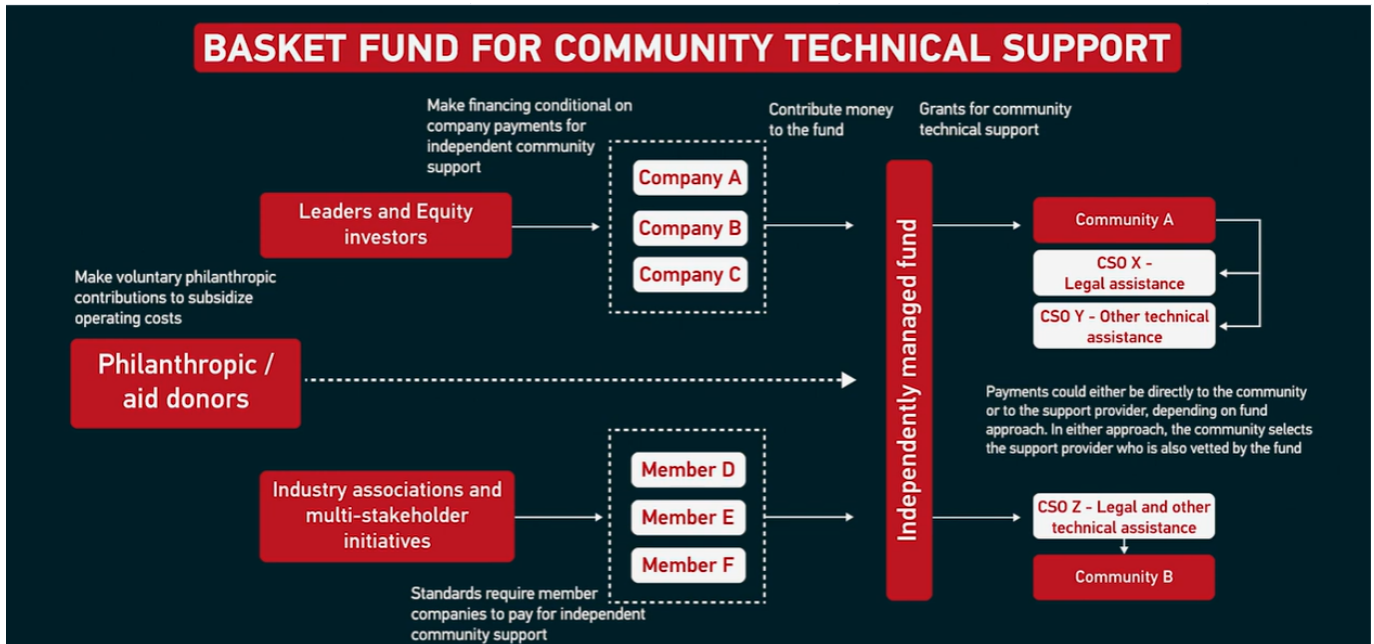 BASKET FUND FOR COMMUNITY TECHNICAL SUPPORT
Make financing conditional on
company payments for
independent community
support
Contribute money
to the fund
Grants for community
technical support
Leaders and Equity
investors
Company A
Company B
Company C
Independently managed fund
Community A
CSO X -
Legal assistance
CSO Y - Other technical
assistance
Make voluntary philanthropic
contributions to subsidize
operating costs
Philanthropic /
aid donors
Payments could either be directly to the community
or to the support provider, depending on fund
approach. In either approach, the community selects
the support provider who is also vetted by the fund
Industry associations and
multi-stakeholder
initiatives
Member D
Member E
Member F
CSO Z - Legal and other
technical assistance
Community B
Standards require member
companies to pay for independent
community support